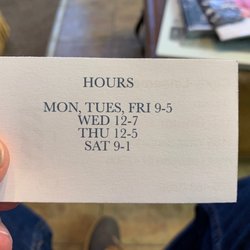 HOURS
MON, TUES, FRI 9-5
WED 12-7
THU 12-5
SAT 9-1